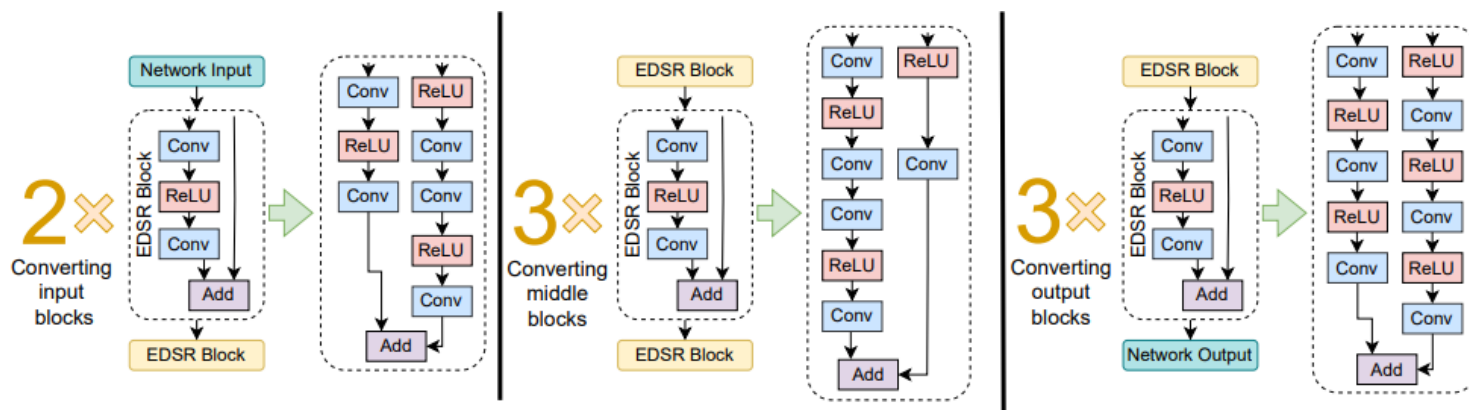 2×
Converting
input
blocks
Network Input
EDSR Block
Conv
ReLU
Conv
Add
EDSR Block
Conv
ReLU
Conv
ReLU
Conv
Conv
ReLU
Conv
Add
3×
Converting
middle
blocks
EDSR Block
EDSR Block
Conv
ReLU
Conv
Add
EDSR Block
Conv
ReLU
Conv
Conv
ReLU
Conv
ReLU
Conv
Add
3×
Converting
output
blocks
EDSR Block
EDSR Block
Conv
ReLU
Conv
Add
Network Output
Conv
ReLU
Conv
ReLU
Conv
ReLU
Conv
ReLU
Conv
ReLU
Conv
Add